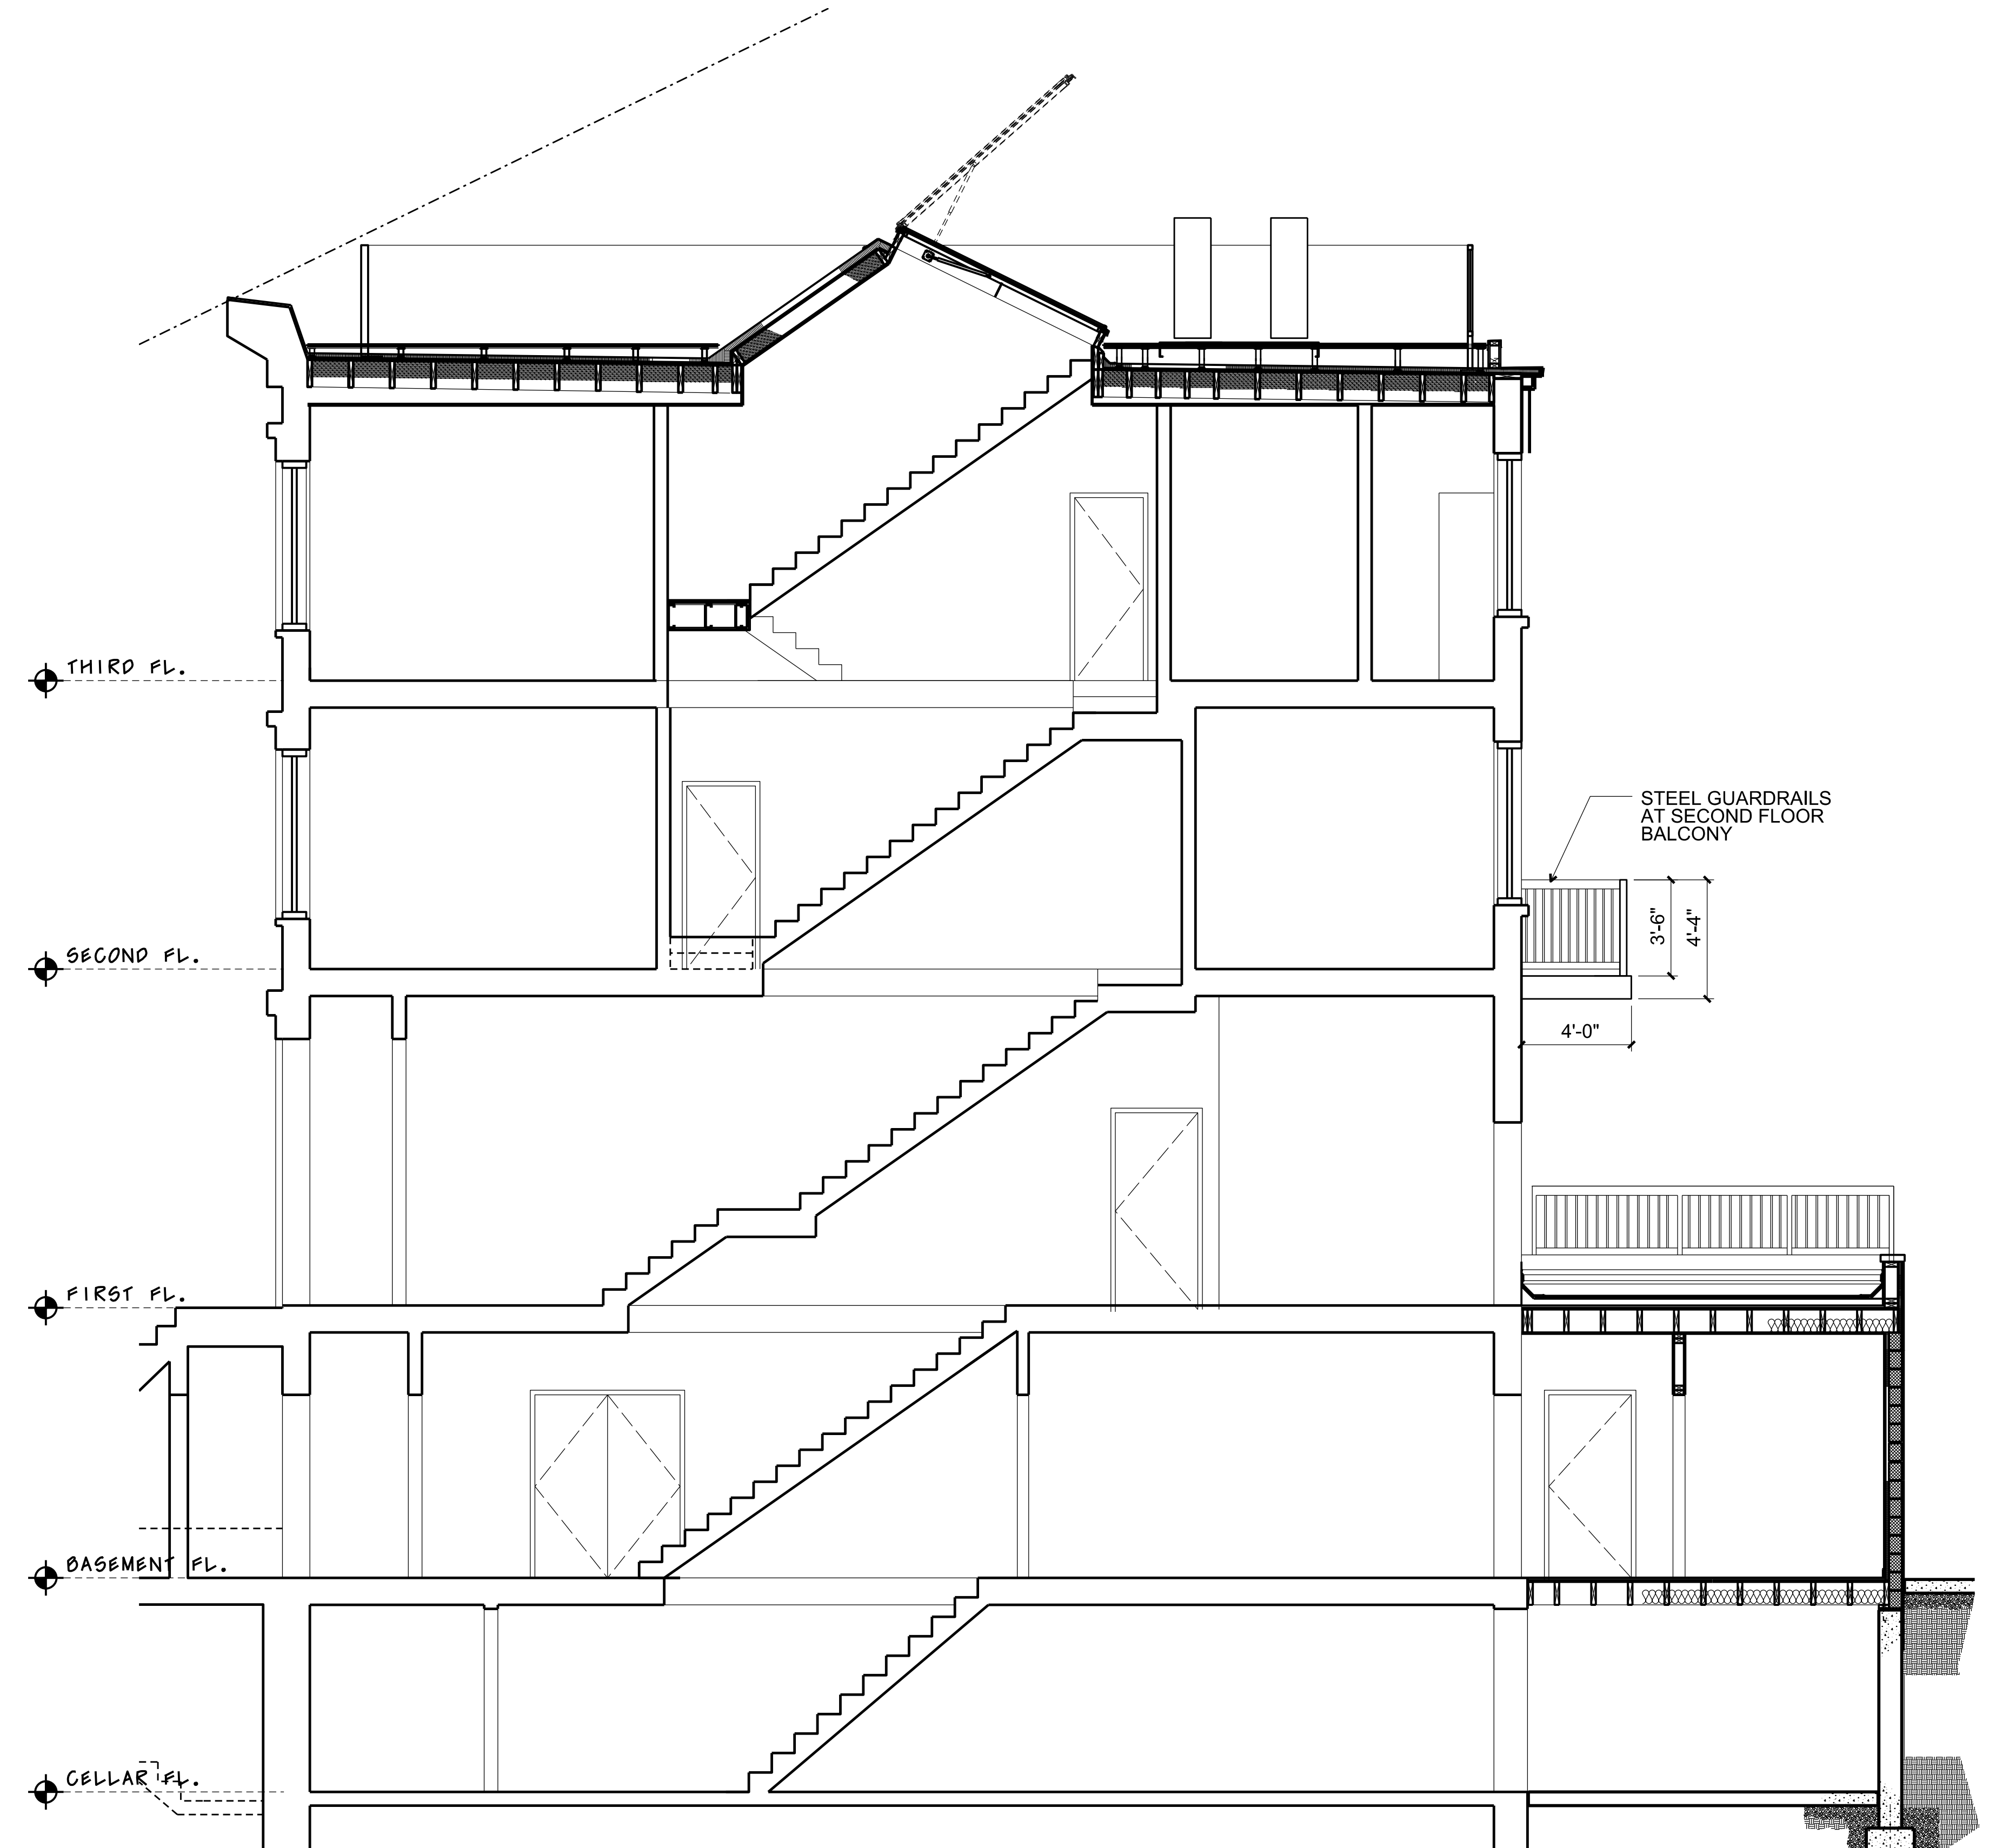 THIRD FL.
STEEL GUARDRAILS
AT SECOND FLOOR
BALCONY
3'-6"
4'-4"
SECOND FL.
4'-0"
FIRST FL.
BASEMENT FL.
CELLAR FL.